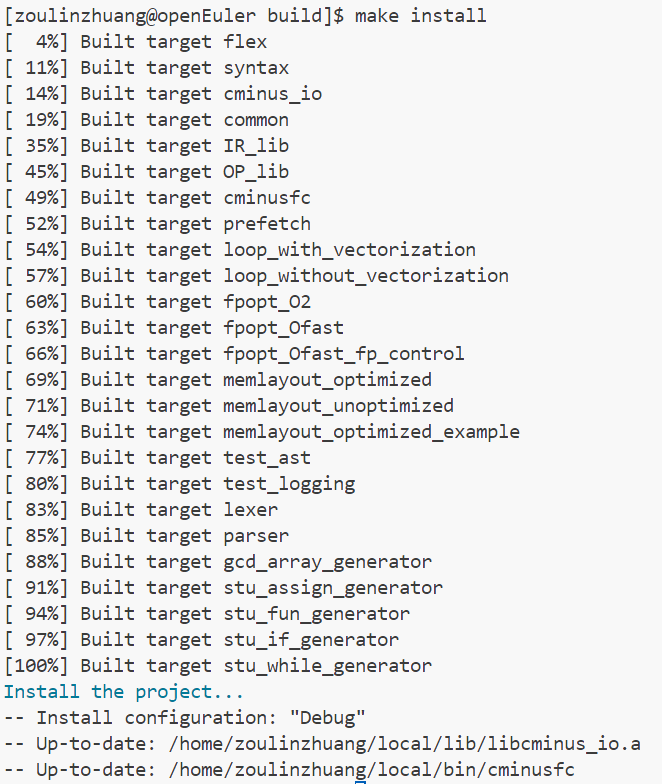 [zoulinzhuang@openEuler build]$ make install
[  4%] Built target flex
[ 11%] Built target syntax
[ 14%] Built target cminus_io
[ 19%] Built target common
[ 35%] Built target IR_lib
[ 45%] Built target OP_lib
[ 49%] Built target cminusfc
[ 52%] Built target prefetch
[ 54%] Built target loop_with_vectorization
[ 57%] Built target loop_without_vectorization
[ 60%] Built target fpopt_O2
[ 63%] Built target fpopt_Ofast
[ 66%] Built target fpopt_Ofast_fp_control
[ 69%] Built target memlayout_optimized
[ 71%] Built target memlayout_unoptimized
[ 74%] Built target memlayout_optimized_example
[ 77%] Built target test_ast
[ 80%] Built target test_logging
[ 83%] Built target lexer
[ 85%] Built target parser
[ 88%] Built target gcd_array_generator
[ 91%] Built target stu_assign_generator
[ 94%] Built target stu_fun_generator
[ 97%] Built target stu_if_generator
[100%] Built target stu_while_generator
Install the project...
-- Install configuration: "Debug"
-- Up-to-date: /home/zoulinzhuang/local/lib/libcminus_io.a
-- Up-to-date: /home/zoulinzhuang/local/bin/cminusfc